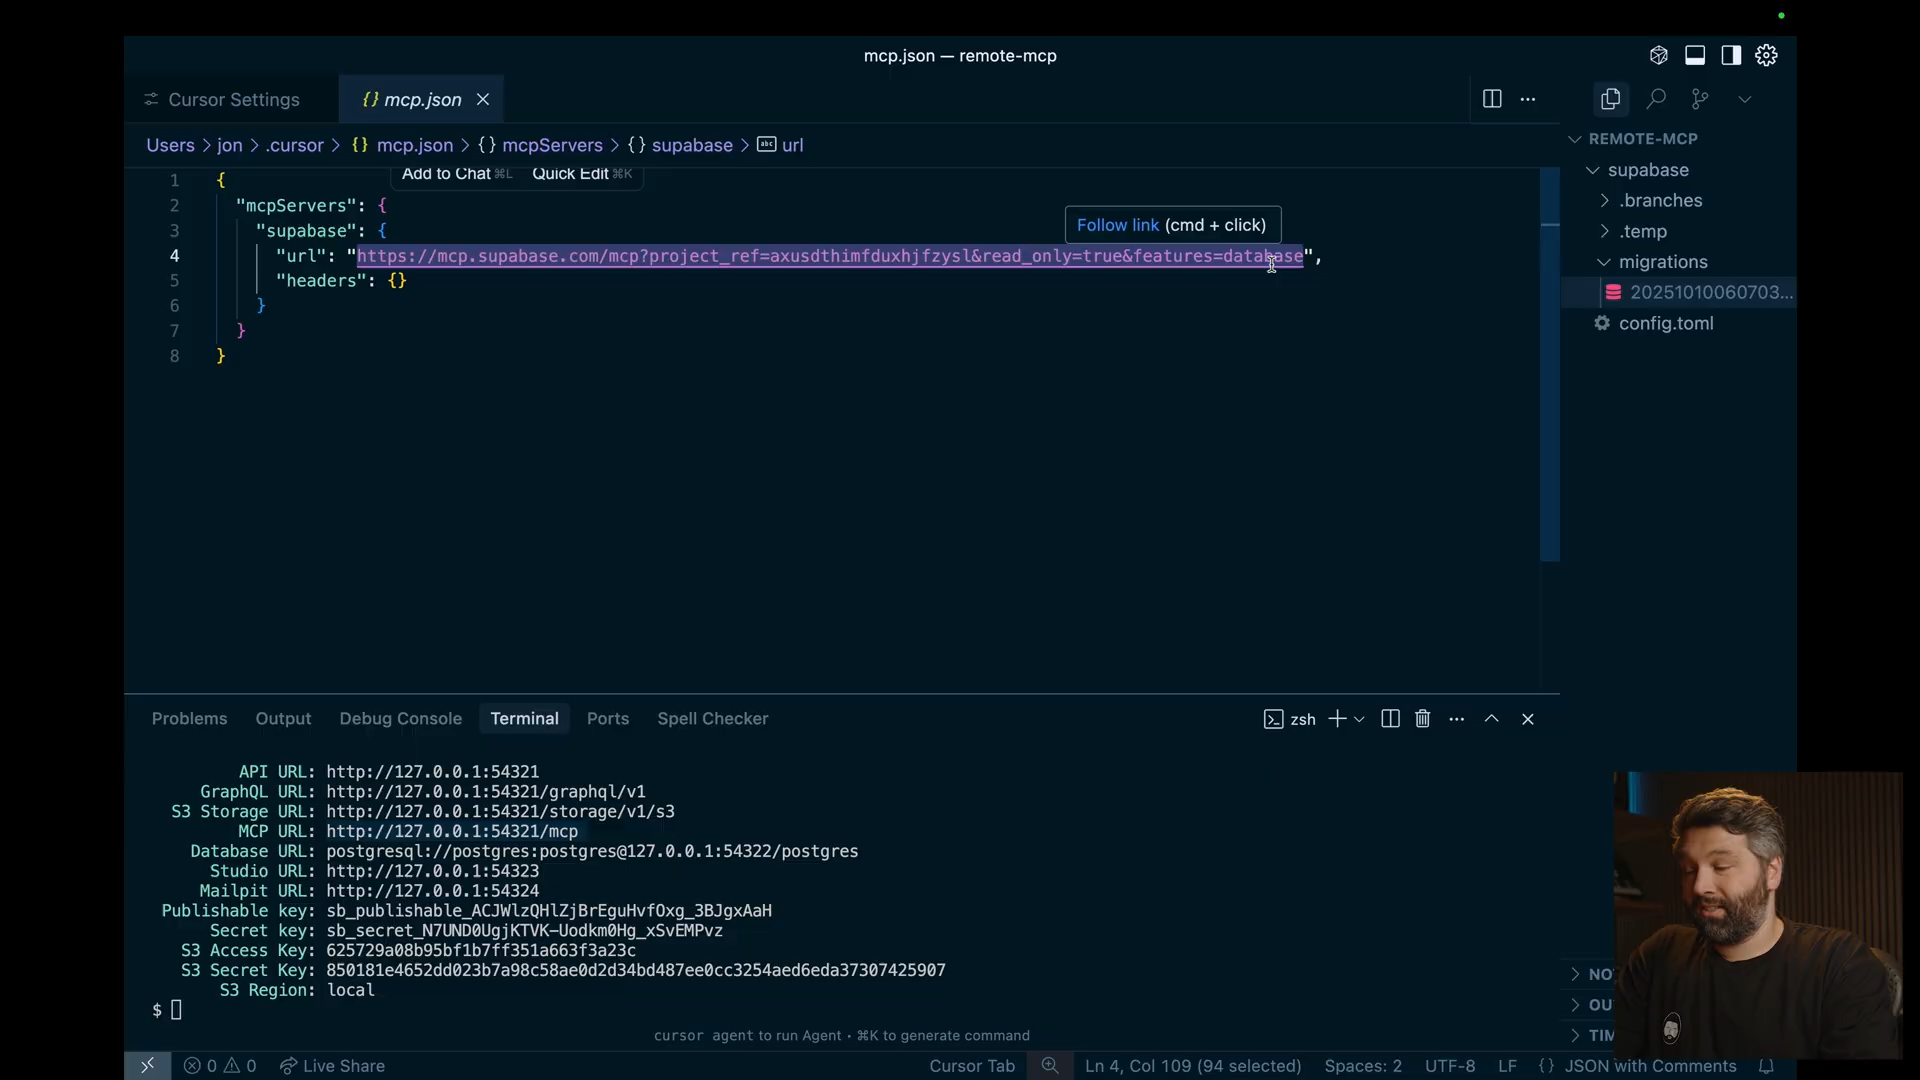 mcp.json — remote-mcp
Cursor Settings
{} mcp.json
Users > jon > .cursor > {} mcp.json > {} mcpServers > {} supabase > abc url
Add to Chat ⌘L Quick Edit ⌘K
1 {
2 "mcpServers": {
3 "supabase": {
Follow link (cmd + click)
4 "url": "https://mcp.supabase.com/mcp?project_ref=axusdthimfduxhjfzysl&read_only=true&features=database",
5 "headers": {}
6 }
7 }
8 }
REMOTE-MCP
supabase
.branches
.temp
migrations
20251010060703...
config.toml
Problems Output Debug Console Terminal Ports Spell Checker
zsh
API URL: http://127.0.0.1:54321
GraphQL URL: http://127.0.0.1:54321/graphql/v1
S3 Storage URL: http://127.0.0.1:54321/storage/v1/s3
MCP URL: http://127.0.0.1:54321/mcp
Database URL: postgresql://postgres:postgres@127.0.0.1:54322/postgres
Studio URL: http://127.0.0.1:54323
Mailpit URL: http://127.0.0.1:54324
Publishable key: sb_publishable_ACJWlzQHlZjBrEguHvfOxg_3BJgxAaH
Secret key: sb_secret_N7UND0UgjKTVK-Uodkm0Hg_xSvEMPvz
S3 Access Key: 625729a08b95bf1b7ff351a663f3a23c
S3 Secret Key: 850181e4652dd023b7a98c58ae0d2d34bd487ee0cc3254aed6eda37307425907
S3 Region: local
$
cursor agent to run Agent · ⌘K to generate command
NO
OU
TIM
0 0 Live Share
Cursor Tab
Ln 4, Col 109 (94 selected)
Spaces: 2
UTF-8
LF
{} JSON with Comments